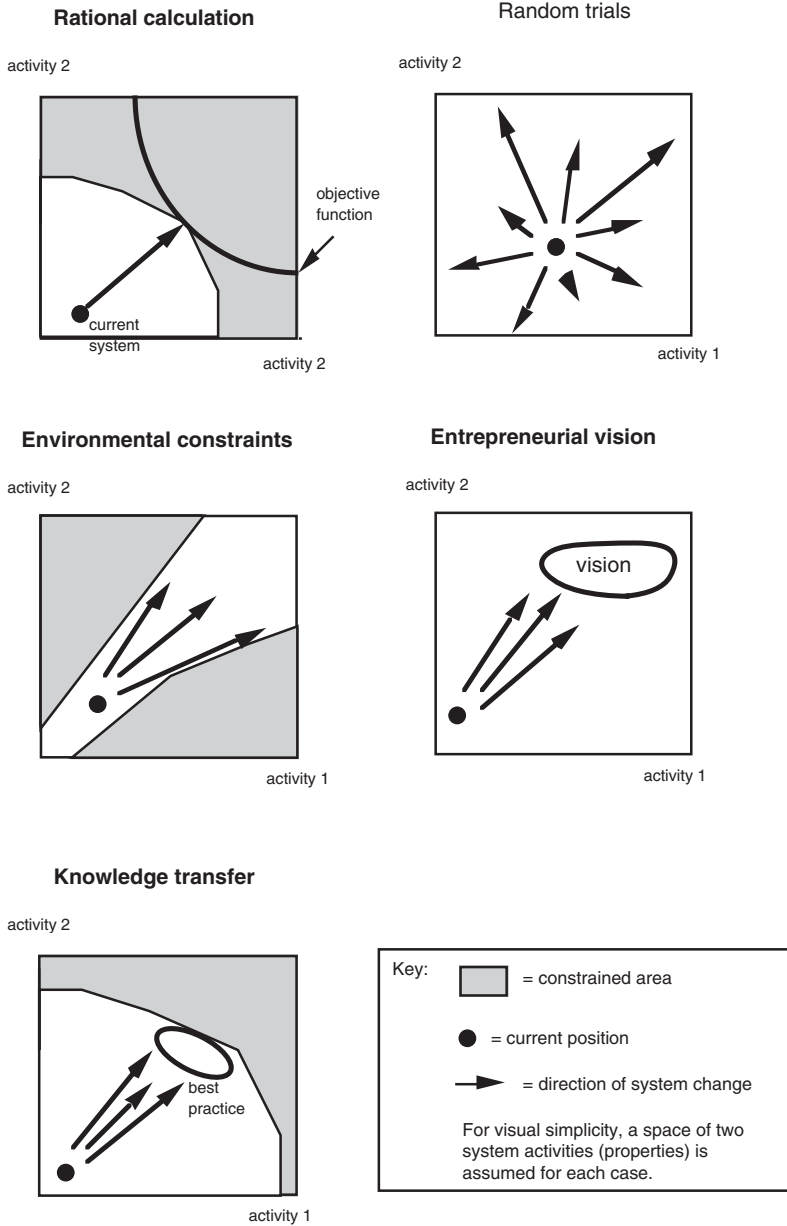 Rational calculation
activity 2
objective
function
current
system
activity 2
Random trials
activity 2
activity 1
Environmental constraints
activity 2
activity 1
Entrepreneurial vision
activity 2
vision
activity 1
Knowledge transfer
activity 2
best
practice
activity 1
Key:
= constrained area
= current position
= direction of system change
For visual simplicity, a space of two
system activities (properties) is
assumed for each case.